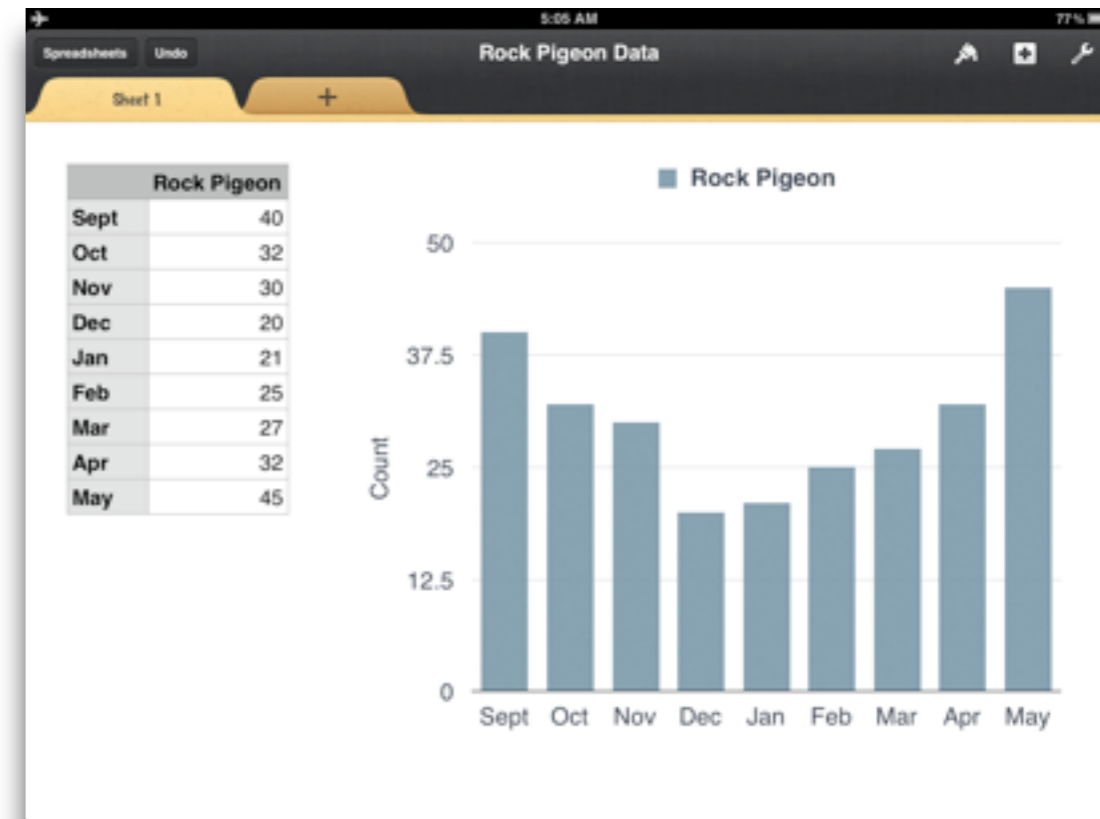 5:05 AM 77%
Spreadsheets Undo Rock Pigeon Data
Sheet 1 +
Rock Pigeon
Sept 40
Oct 32
Nov 30
Dec 20
Jan 21
Feb 25
Mar 27
Apr 32
May 45
Rock Pigeon
50
37.5
25
12.5
0
Count
Sept Oct Nov Dec Jan Feb Mar Apr May